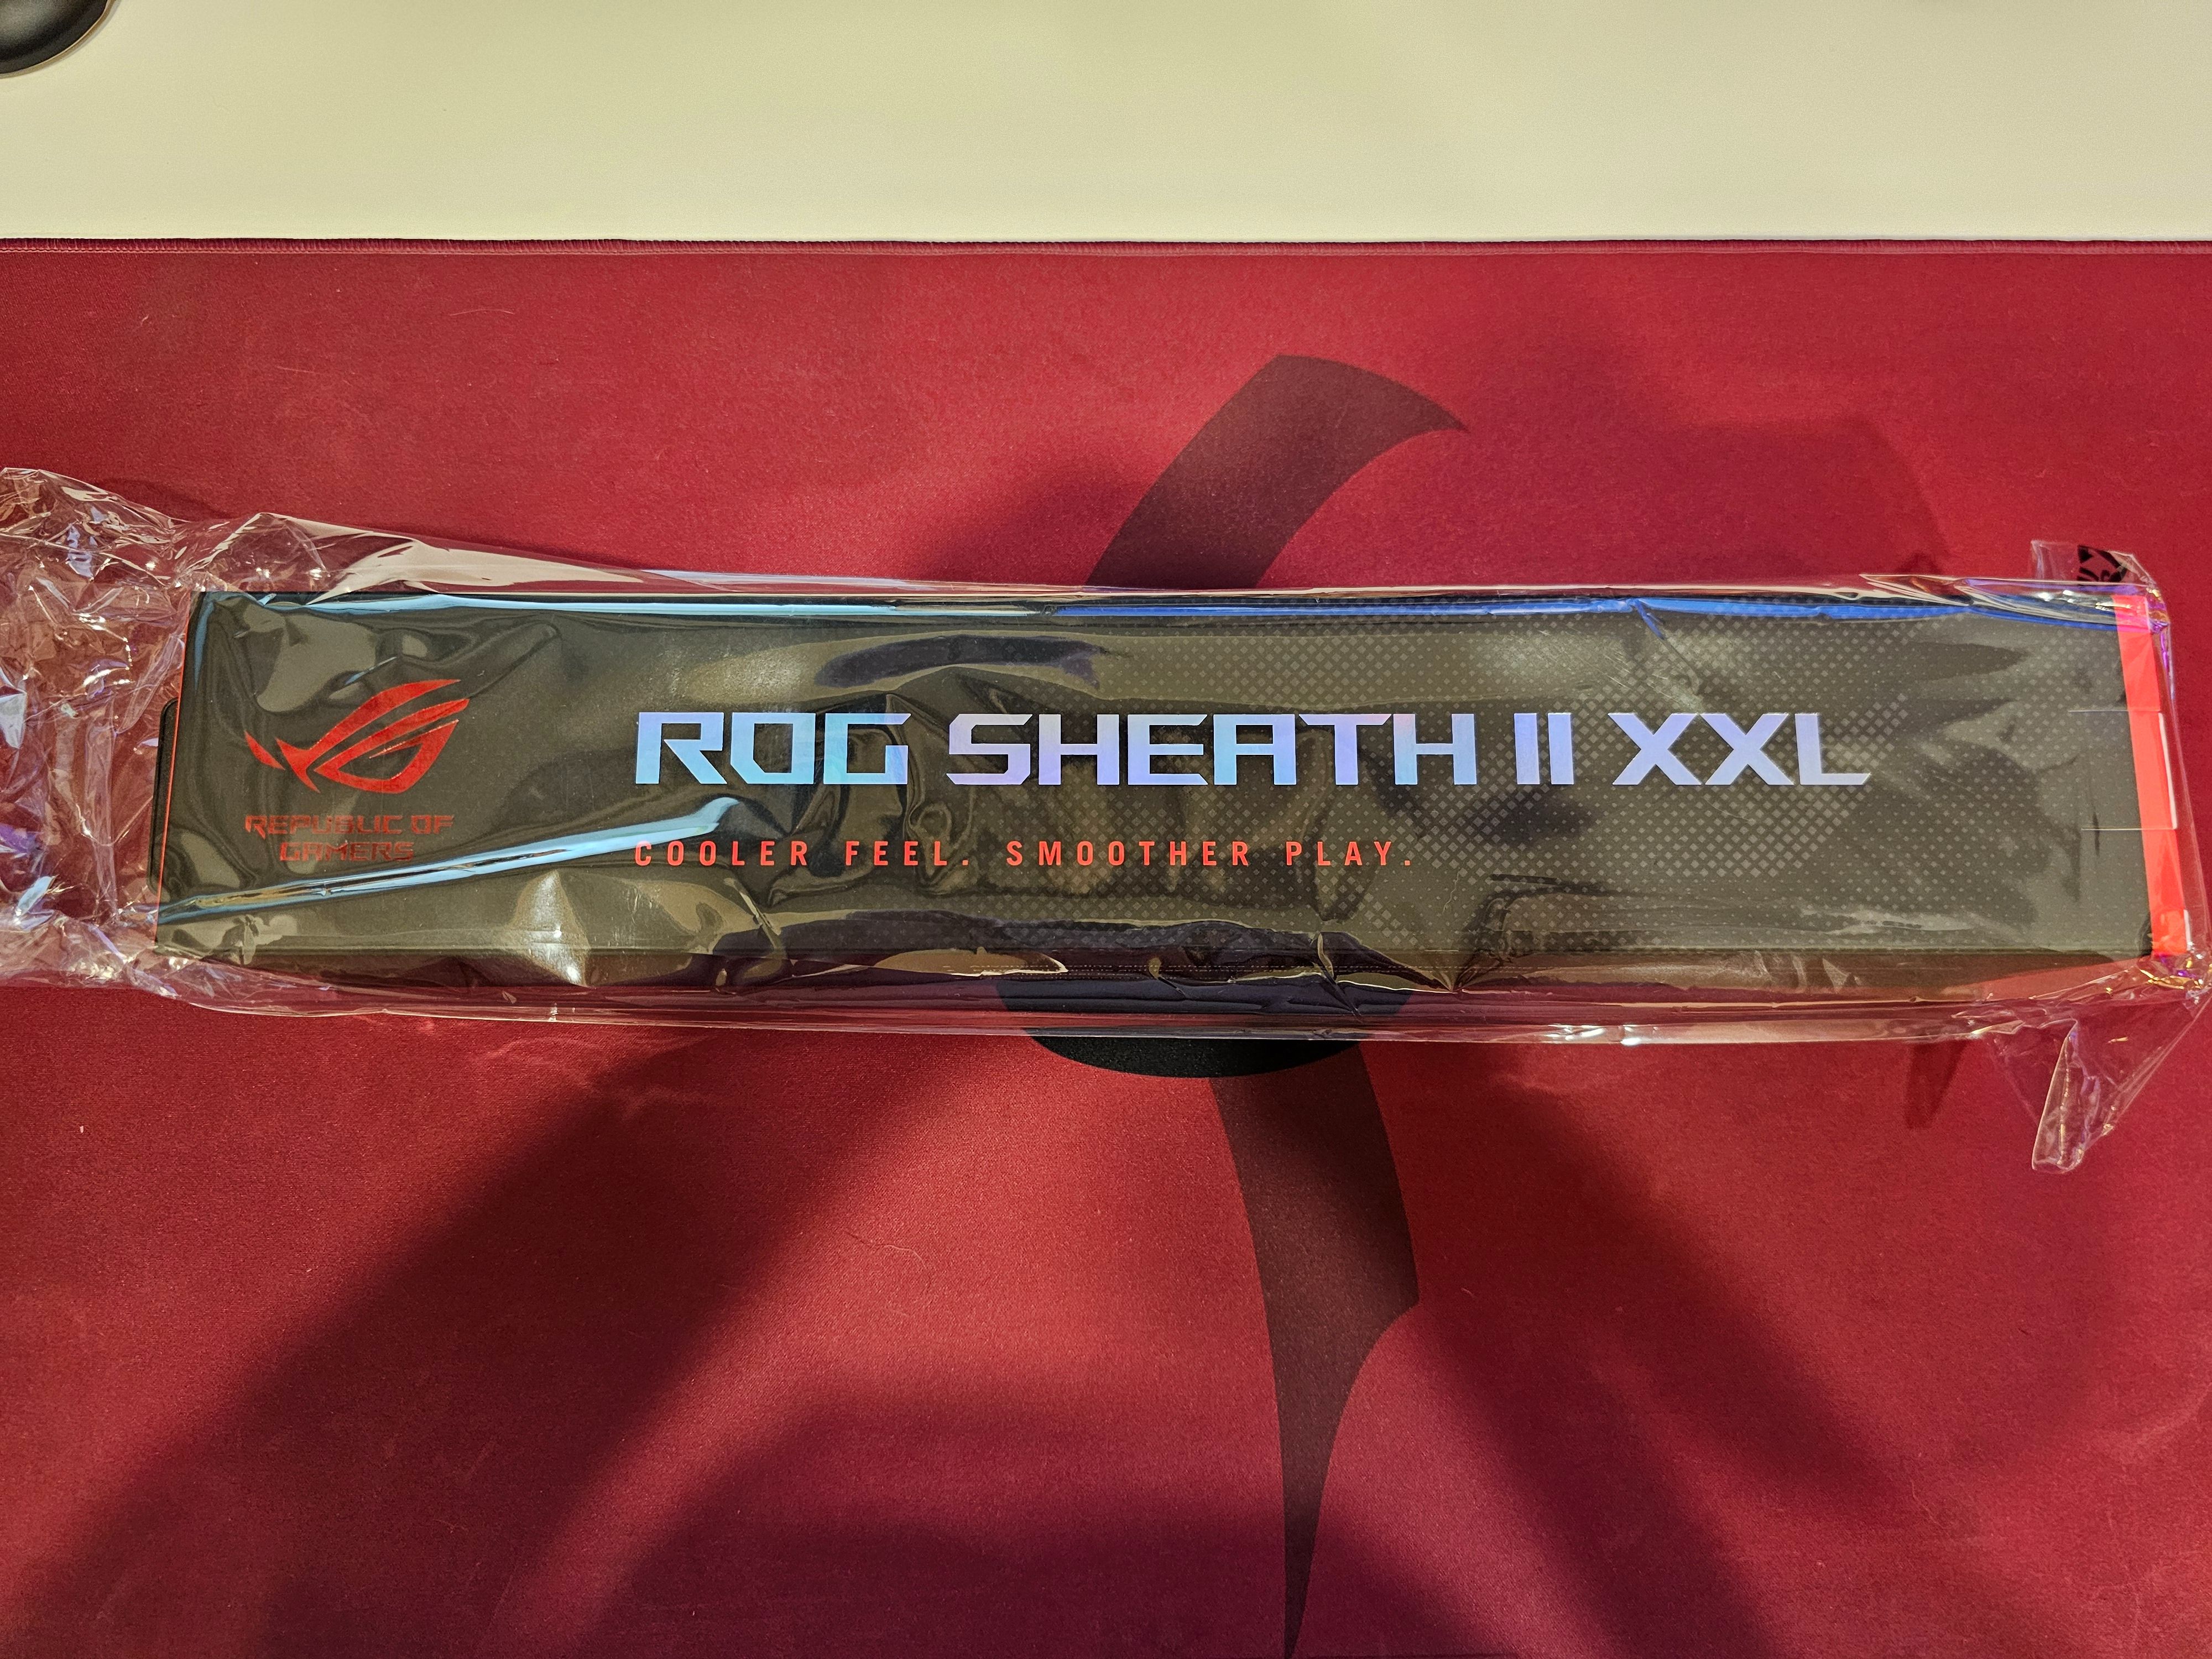 ROG SHEATH II XXL
REPUBLIC OF
GAMERS
COOLER FEEL. SMOOTHER PLAY.